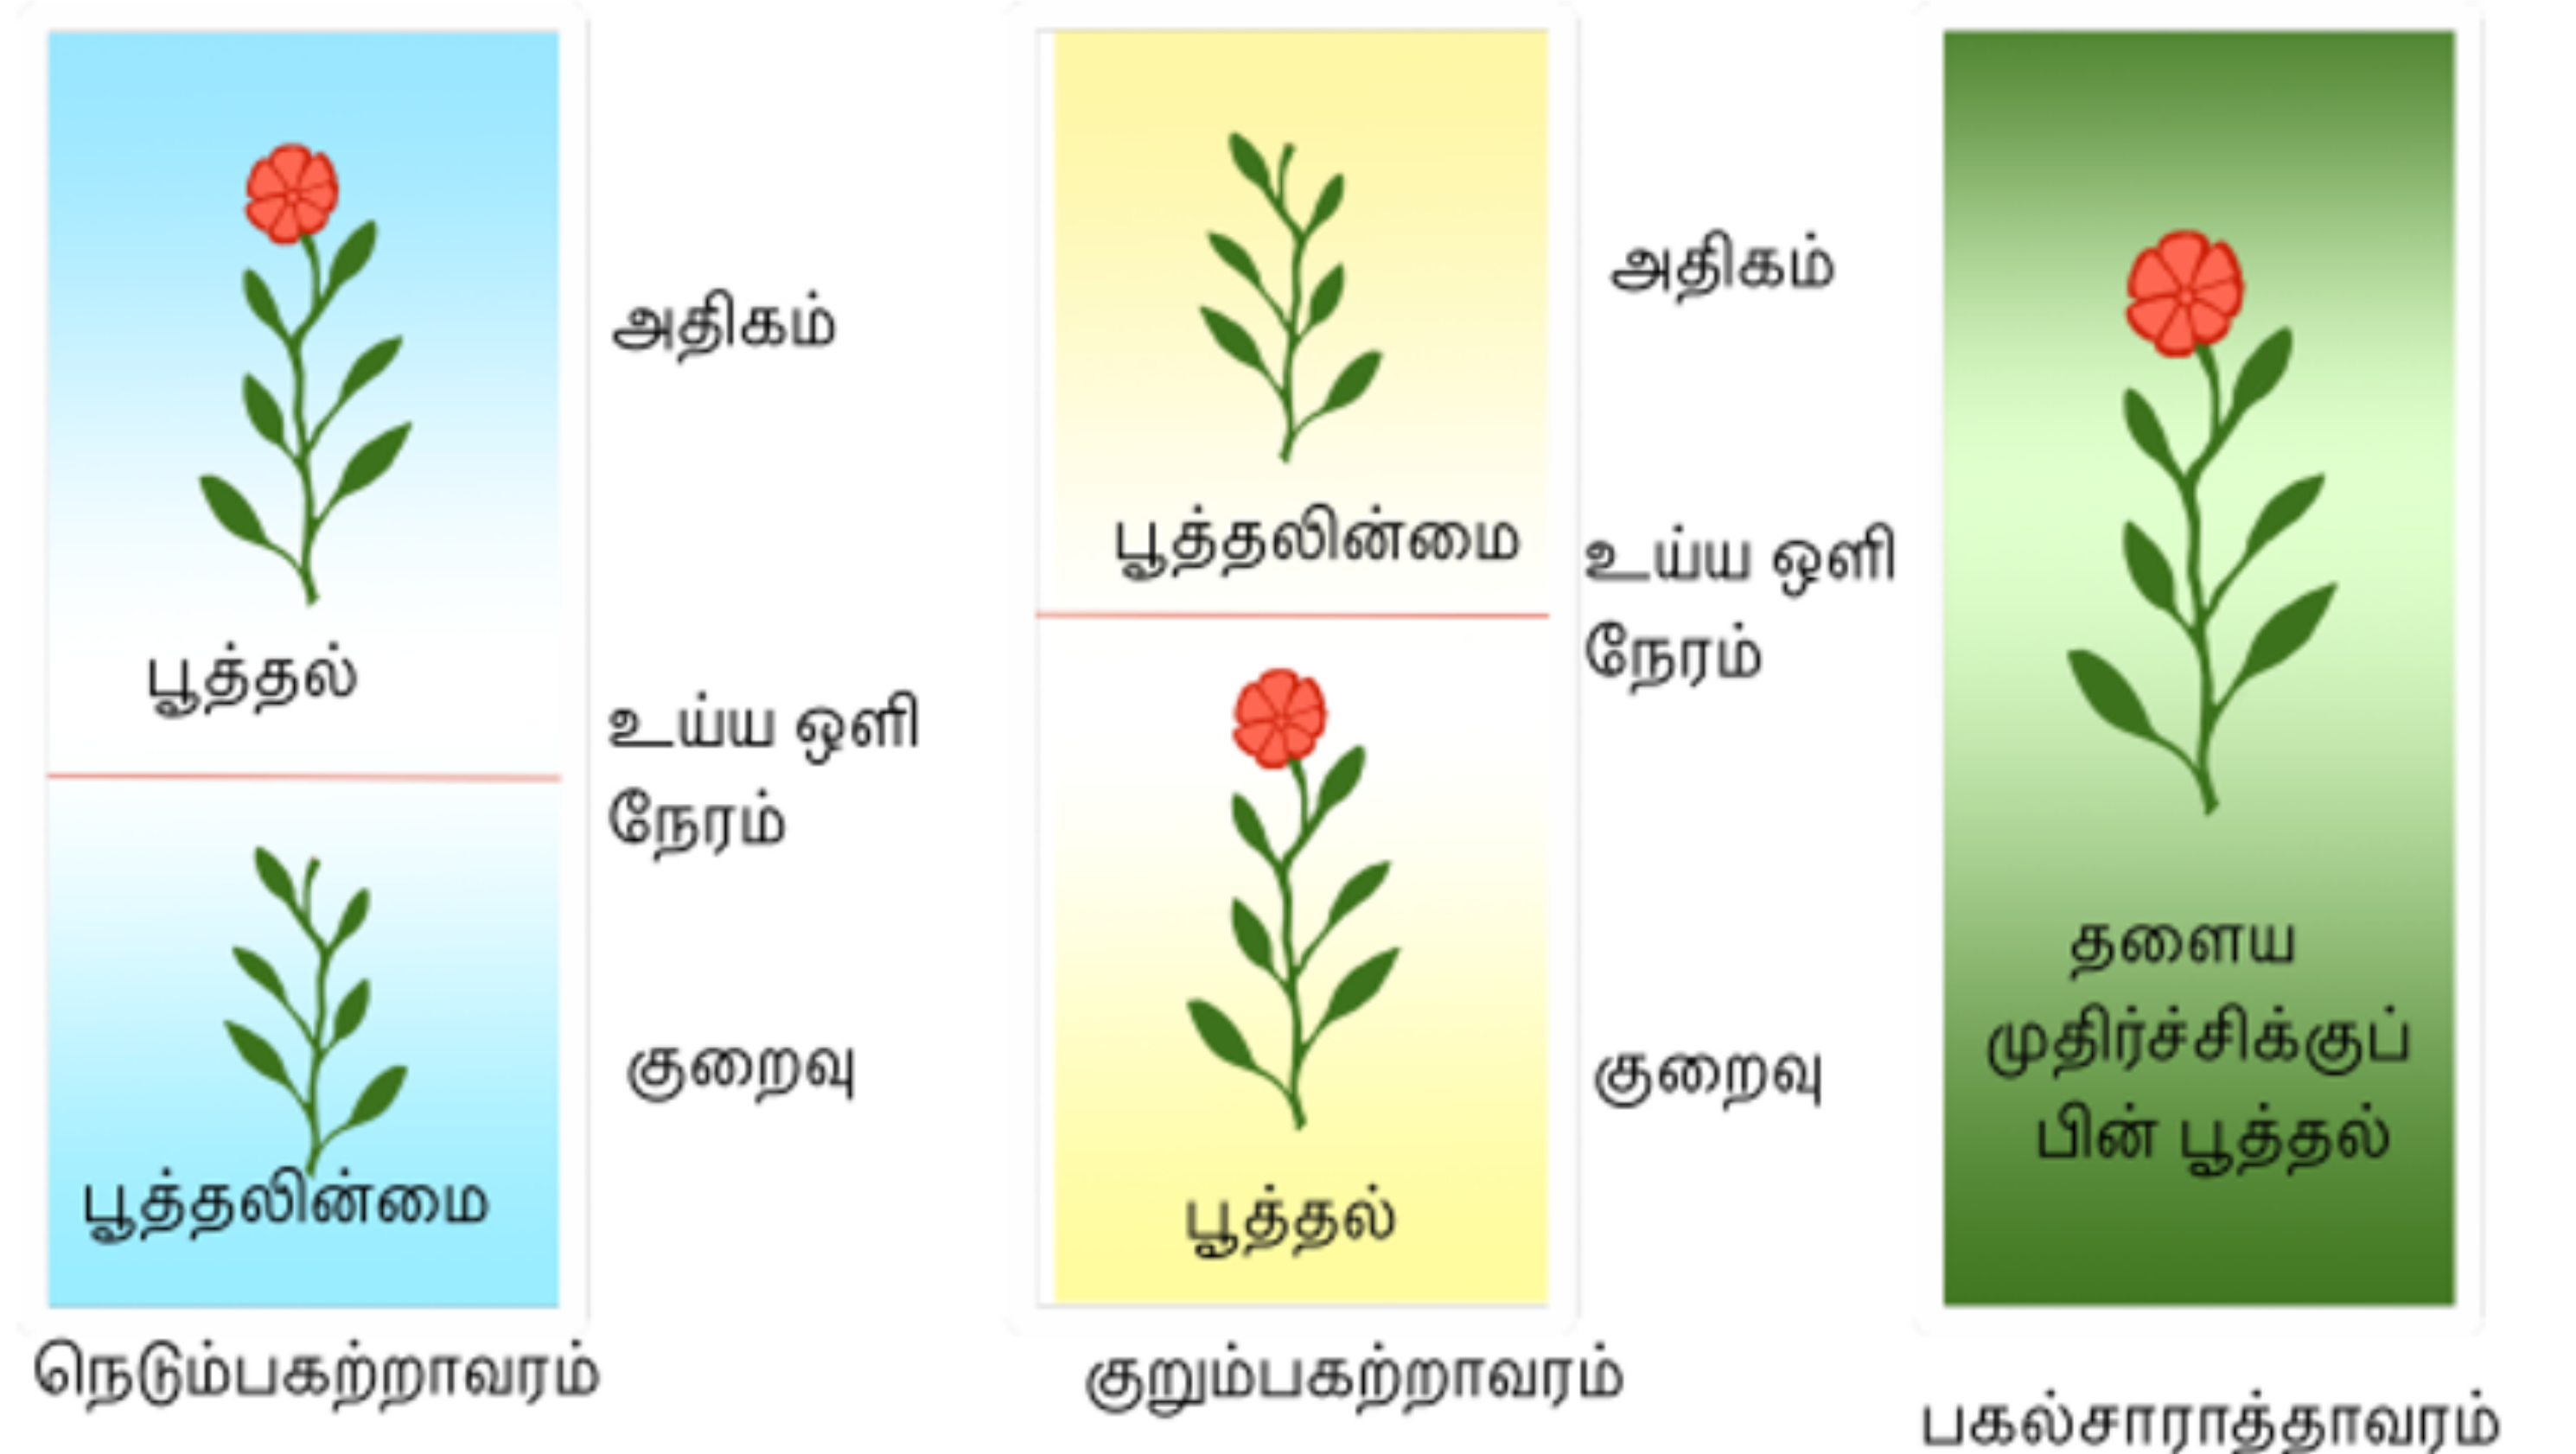 அதிகம்
பூத்தல்
உய்ய ஒளி
நேரம்
குறைவு
பூத்தலின்மை
நெடும்பகற்றாவரம்
அதிகம்
பூத்தலின்மை
உய்ய ஒளி
நேரம்
குறைவு
பூத்தல்
குறும்பகற்றாவரம்
தளைய
முதிர்ச்சிக்குப்
பின் பூத்தல்
பகல்சாராத்தாவரம்